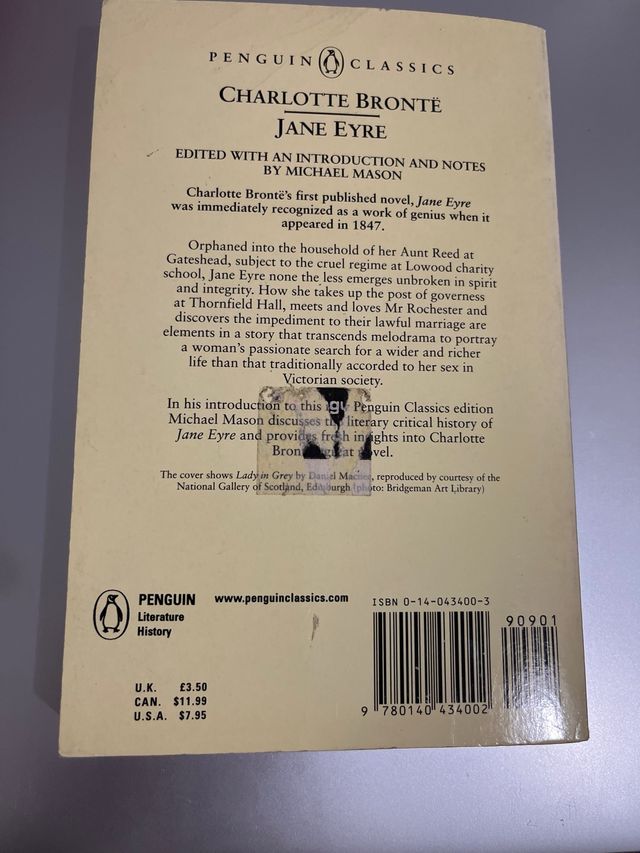 PENGUIN CLASSICS
CHARLOTTE BRONTË
JANE EYRE
EDITED WITH AN INTRODUCTION AND NOTES
BY MICHAEL MASON
Charlotte Brontë's first published novel, Jane Eyre
was immediately recognized as a work of genius when it
appeared in 1847.
Orphaned into the household of her Aunt Reed at
Gateshead, subject to the cruel regime at Lowood charity
school, Jane Eyre none the less emerges unbroken in spirit
and integrity. How she takes up the post of governess
at Thornfield Hall, meets and loves Mr Rochester and
discovers the impediment to their lawful marriage are
elements in a story that transcends melodrama to portray
a woman's passionate search for a wider and richer
life than that traditionally accorded to her sex in
Victorian society.
In his introduction to this Penguin Classics edition
Michael Mason discusses the literary critical history of
Jane Eyre and provides fresh insights into Charlotte
great novel.
The cover shows Lady in Grey by Daniel Macnee, reproduced by courtesy of the
National Gallery of Scotland, Edinburgh (photo: Bridgeman Art Library)
PENGUIN www.penguinclassics.com
Literature
History
ISBN 0-14-043400-3
90901
U.K. £3.50
CAN. $11.99
U.S.A. $7.95
9 780140 434002